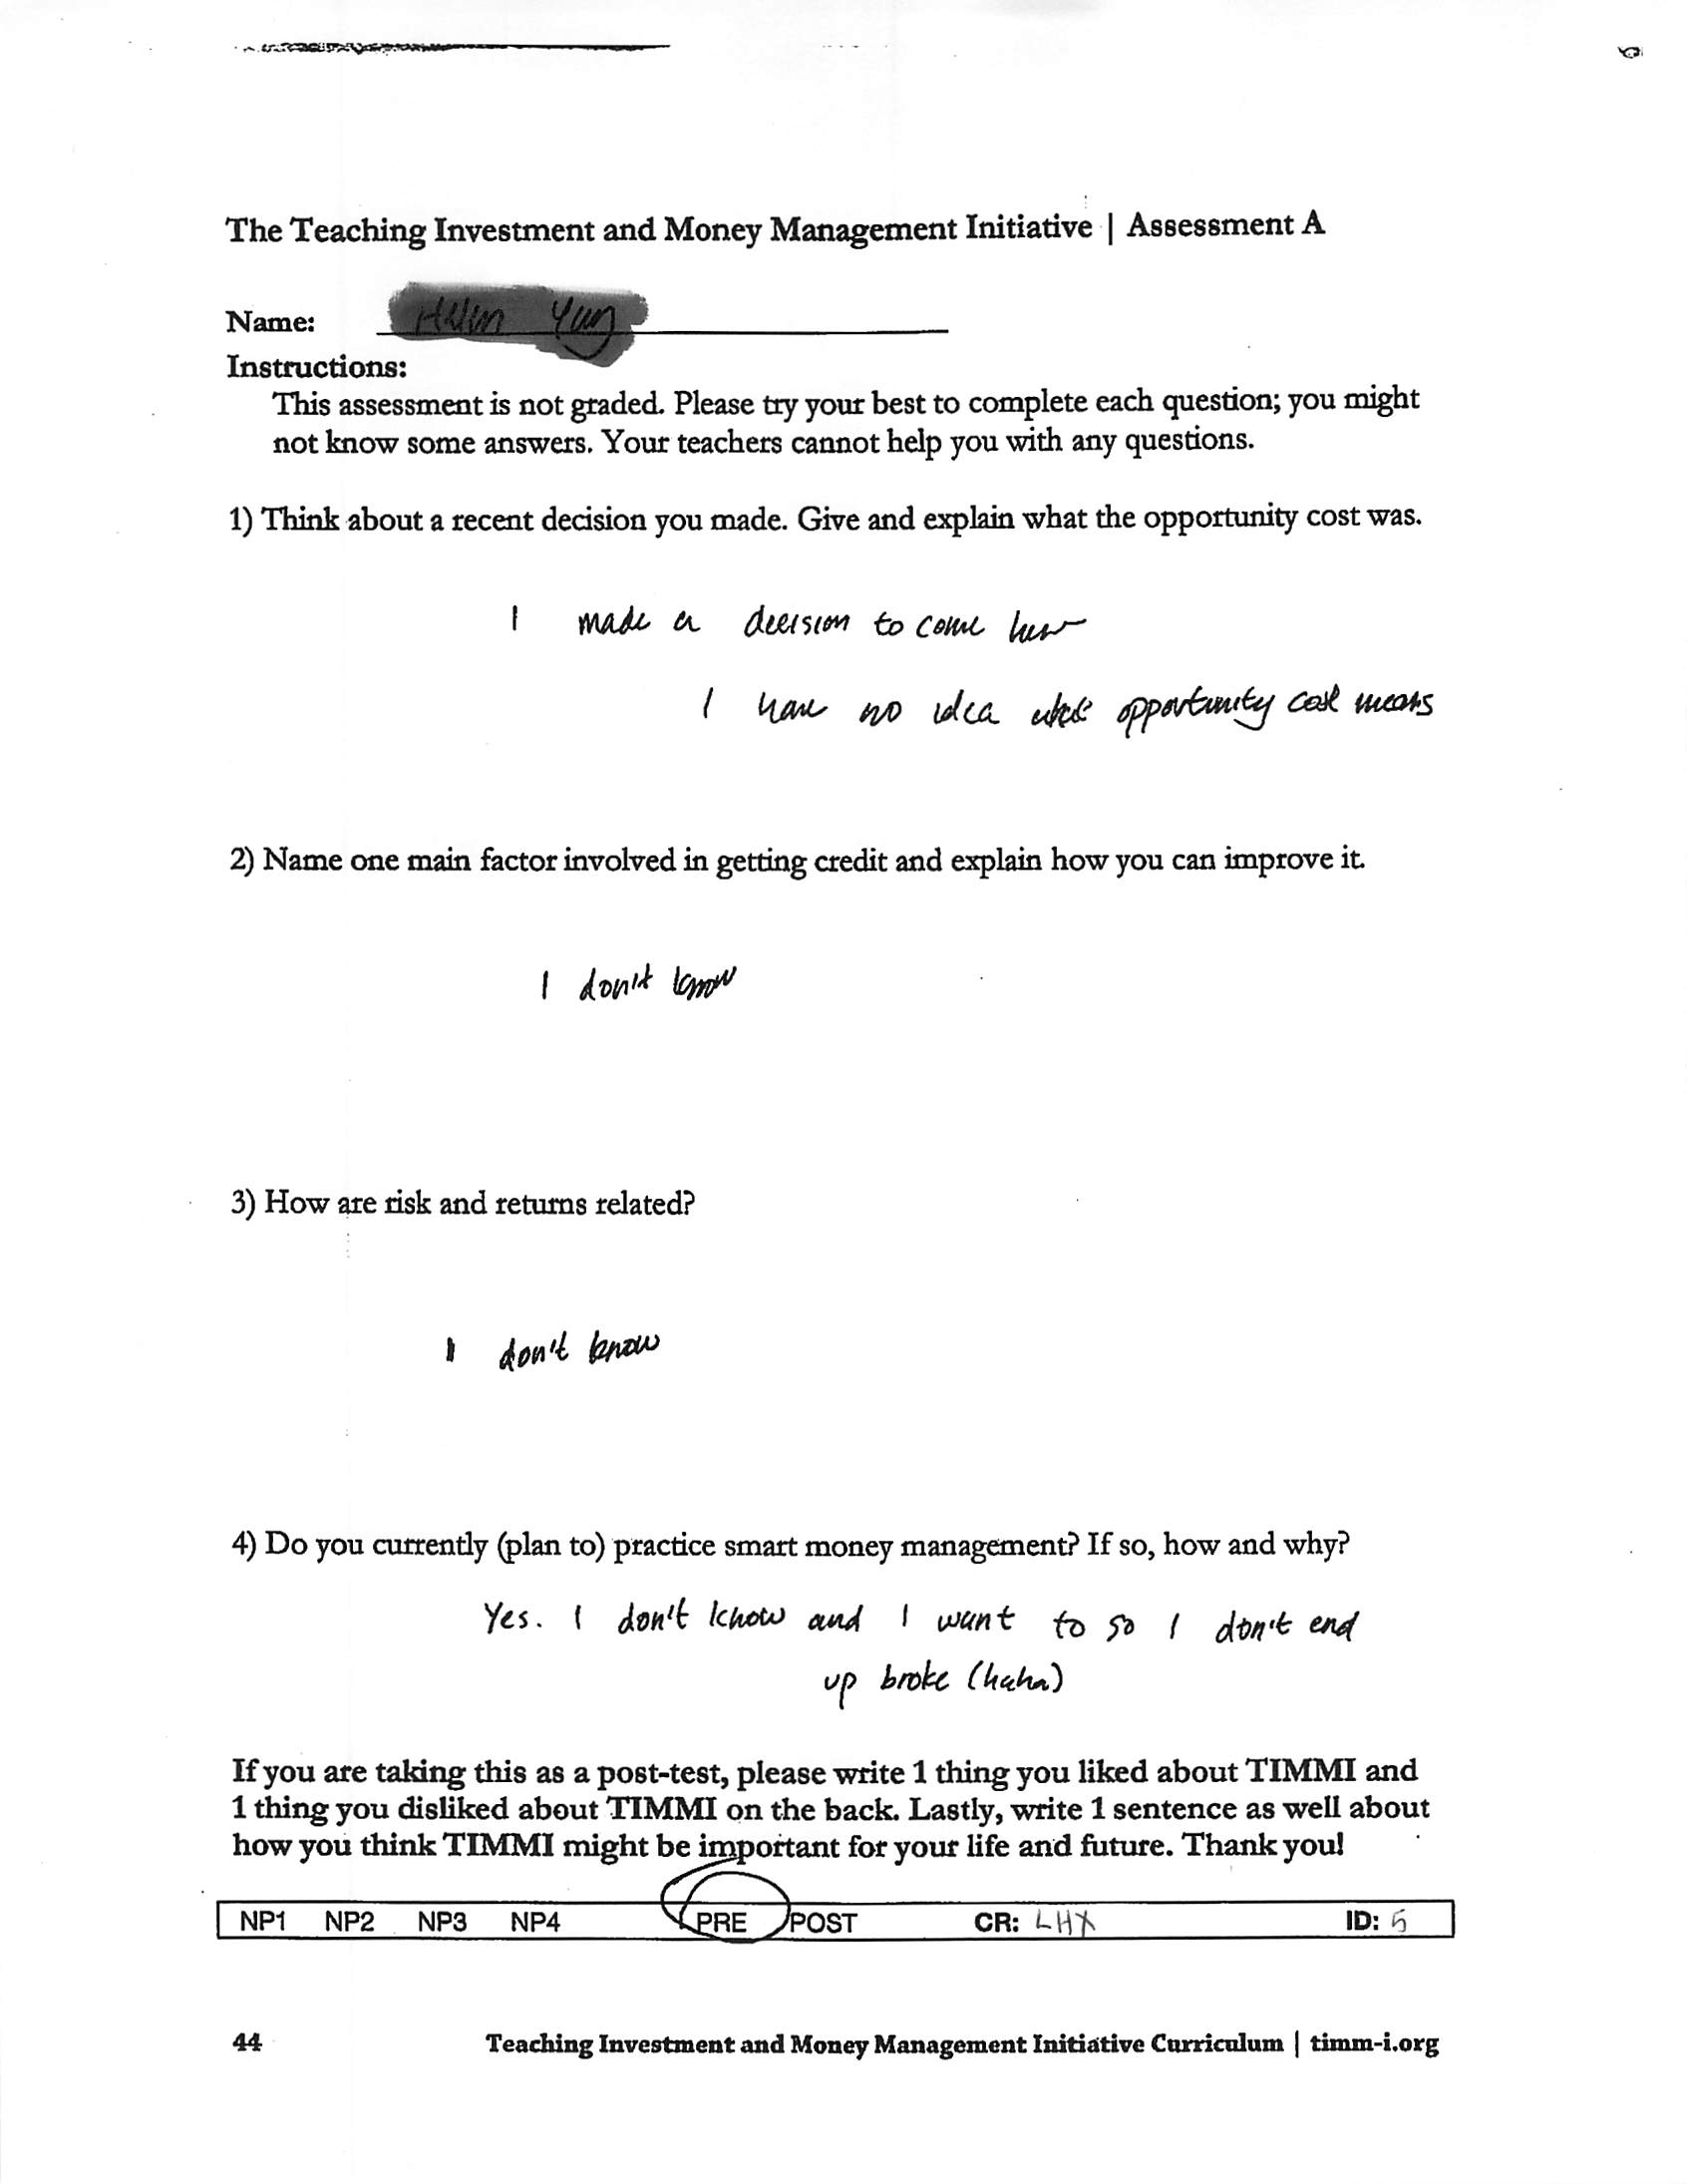 The Teaching Investment and Money Management Initiative | Assessment A
Name:
Instructions:
This assessment is not graded. Please try your best to complete each question; you might
not know some answers. Your teachers cannot help you with any questions.
1) Think about a recent decision you made. Give and explain what the opportunity cost was.
I made a decision to come here
I have no idea what opportunity cost means
2) Name one main factor involved in getting credit and explain how you can improve it.
I don't know
3) How are risk and returns related?
I don't know
4) Do you currently (plan to) practice smart money management? If so, how and why?
Yes. I don't know and I want to so I don't end
up broke (haha)
If you are taking this as a post-test, please write 1 thing you liked about TIMMI and
1 thing you disliked about TIMMI on the back. Lastly, write 1 sentence as well about
how you think TIMMI might be important for your life and future. Thank you!
NP1 NP2 NP3 NP4 PRE POST CR: LHX ID: 5
44 Teaching Investment and Money Management Initiative Curriculum | timm-i.org